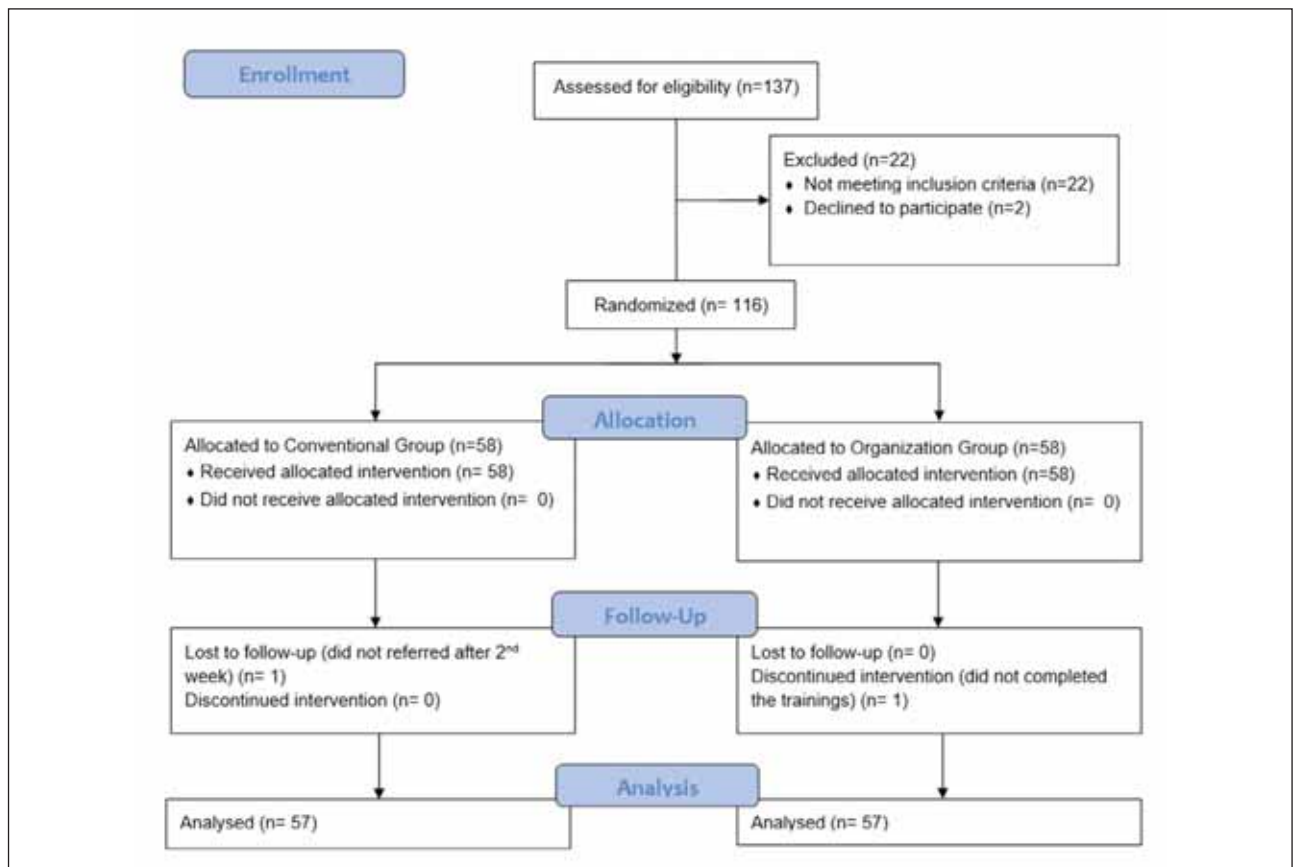 Enrollment
Assessed for eligibility (n=137)
Excluded (n=22)
♦ Not meeting inclusion criteria (n=22)
♦ Declined to participate (n=2)
Randomized (n= 116)
Allocation
Allocated to Conventional Group (n=58)
♦ Received allocated intervention (n= 58)
♦ Did not receive allocated intervention (n= 0)
Allocated to Organization Group (n=58)
♦ Received allocated intervention (n=58)
♦ Did not receive allocated intervention (n= 0)
Follow-Up
Lost to follow-up (did not referred after 2nd
week) (n= 1)
Discontinued intervention (n= 0)
Lost to follow-up (n= 0)
Discontinued intervention (did not completed
the trainings) (n= 1)
Analysis
Analysed (n= 57)
Analysed (n= 57)